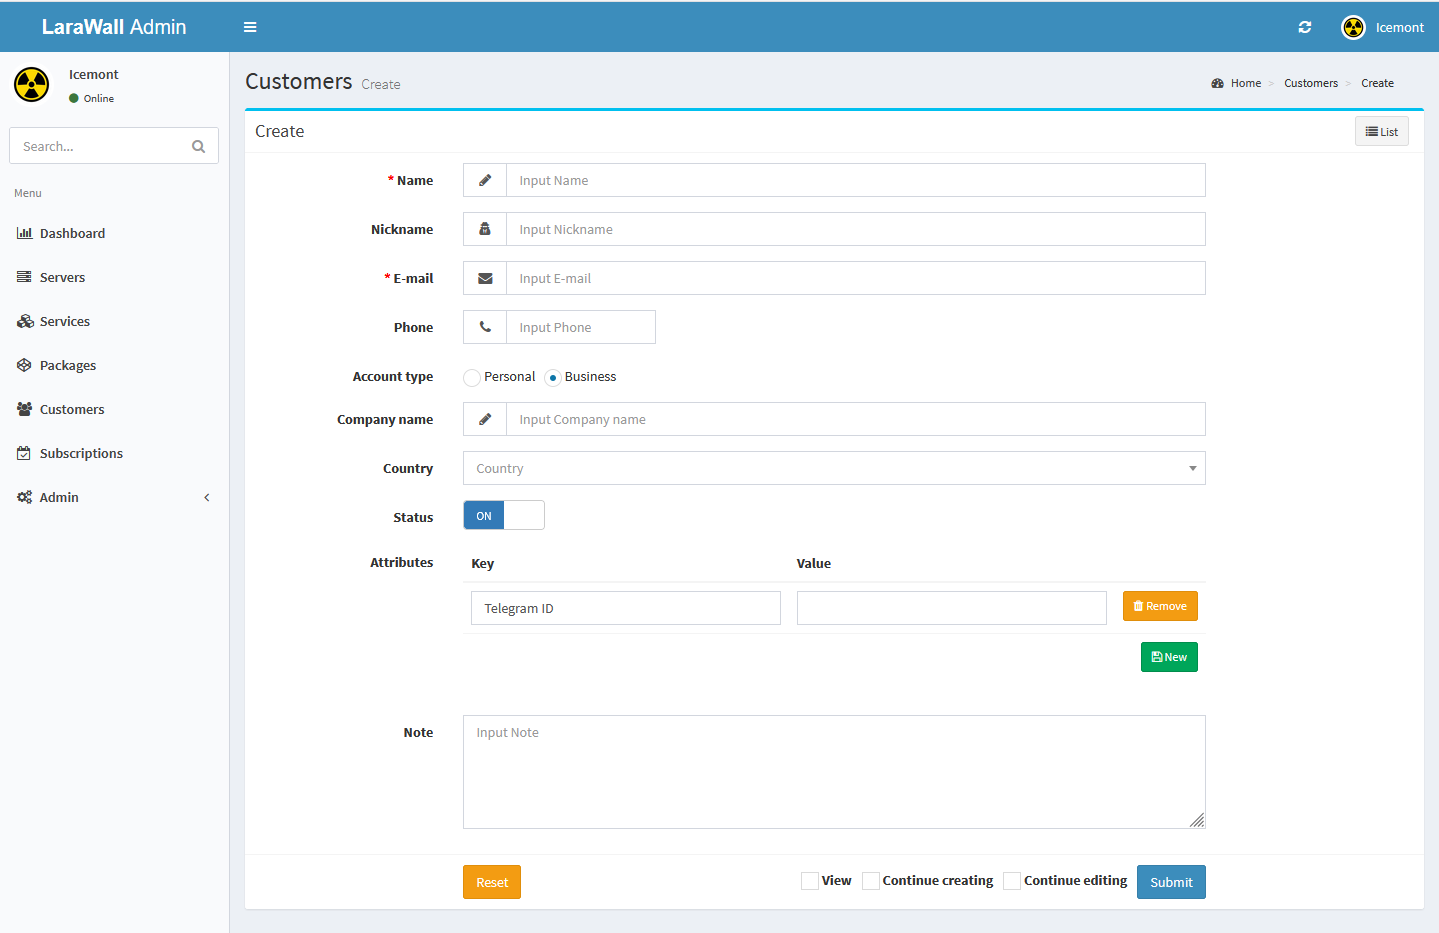 LaraWall Admin
Icemont
Icemont
Online
Search...
Menu
Dashboard
Servers
Services
Packages
Customers
Subscriptions
Admin
Customers Create
Home > Customers > Create
Create
List
* Name
Input Name
Nickname
Input Nickname
* E-mail
Input E-mail
Phone
Input Phone
Account type
Personal Business
Company name
Input Company name
Country
Country
Status
ON
Attributes
Key Value
Telegram ID
Remove
New
Note
Input Note
Reset
View Continue creating Continue editing Submit